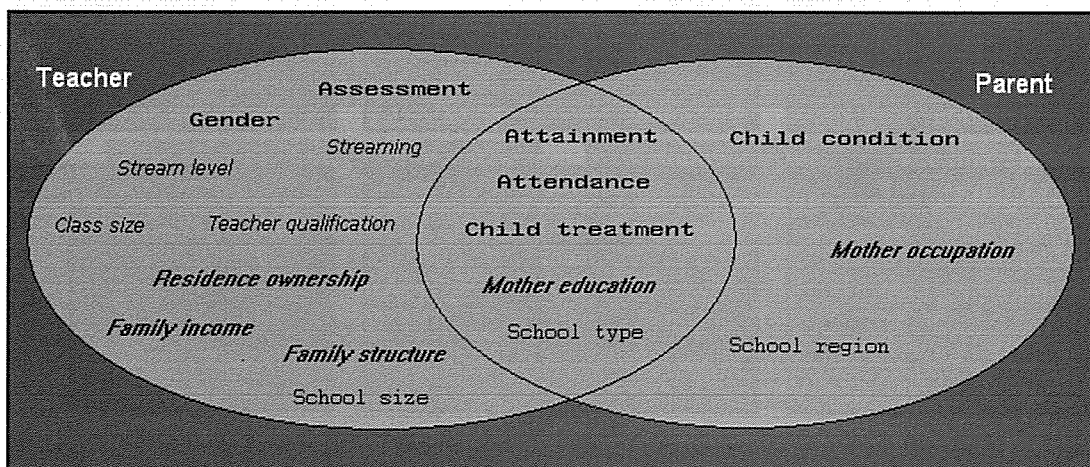 Teacher
Parent
Assessment
Gender
Streaming
Stream level
Class size
Teacher qualification
Residence ownership
Family income
Family structure
School size
Attainment
Attendance
Child treatment
Mother education
School type
Child condition
Mother occupation
School region